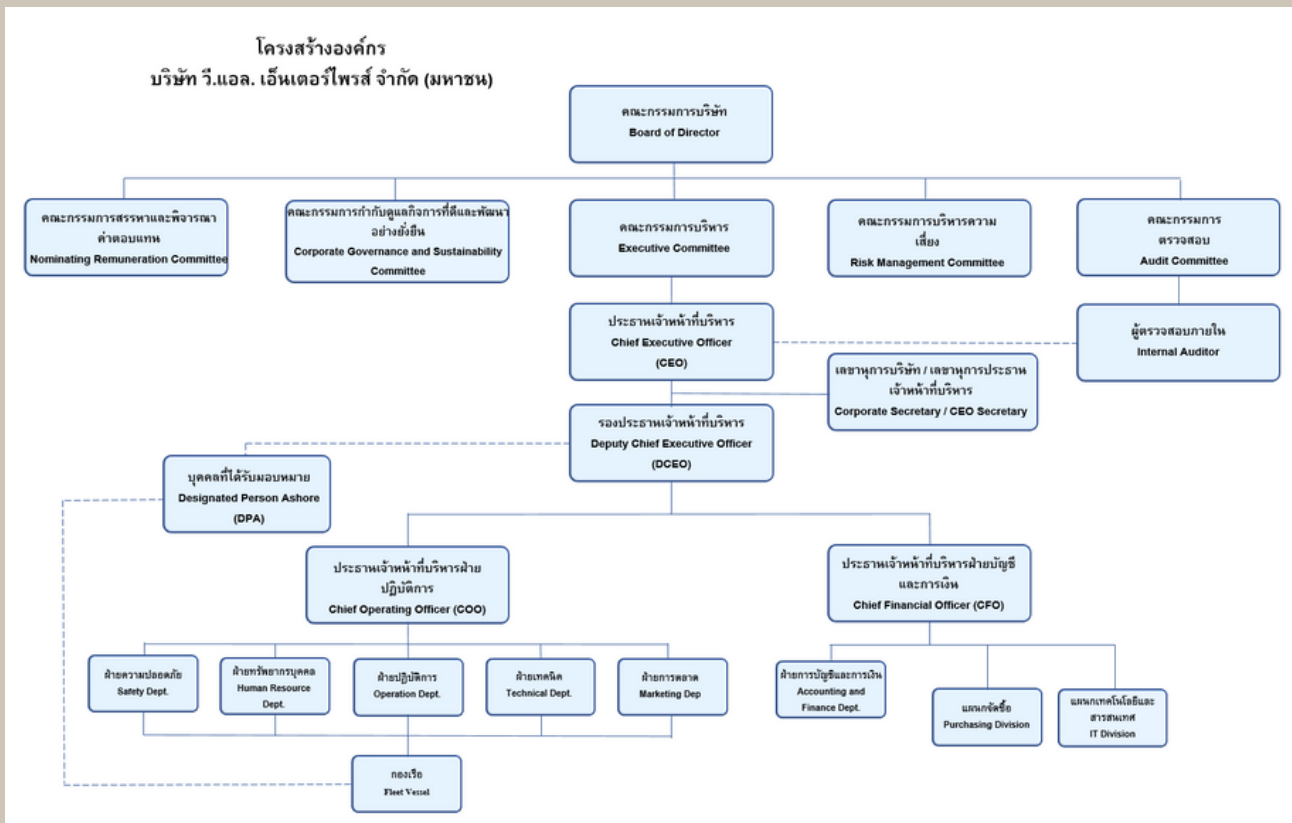 โครงสร้างองค์กร
บริษัท วี.แอล. เอ็นเตอร์ไพรส์ จำกัด (มหาชน)
คณะกรรมการบริษัท
Board of Director
คณะกรรมการสรรหาและพิจารณา
ค่าตอบแทน
Nominating Remuneration Committee
คณะกรรมการกำกับดูแลกิจการที่ดีและพัฒนา
อย่างยั่งยืน
Corporate Governance and Sustainability
Committee
คณะกรรมการบริหาร
Executive Committee
คณะกรรมการบริหารความ
เสี่ยง
Risk Management Committee
คณะกรรมการ
ตรวจสอบ
Audit Committee
ประธานเจ้าหน้าที่บริหาร
Chief Executive Officer
(CEO)
ผู้ตรวจสอบภายใน
Internal Auditor
เลขานุการบริษัท / เลขานุการประธาน
เจ้าหน้าที่บริหาร
Corporate Secretary / CEO Secretary
รองประธานเจ้าหน้าที่บริหาร
Deputy Chief Executive Officer
(DCEO)
บุคคลที่ได้รับมอบหมาย
Designated Person Ashore
(DPA)
ประธานเจ้าหน้าที่บริหารฝ่าย
ปฏิบัติการ
Chief Operating Officer (COO)
ประธานเจ้าหน้าที่บริหารฝ่ายบัญชี
และการเงิน
Chief Financial Officer (CFO)
ฝ่ายความปลอดภัย
Safety Dept.
ฝ่ายทรัพยากรบุคคล
Human Resource
Dept.
ฝ่ายปฏิบัติการ
Operation Dept.
ฝ่ายเทคนิค
Technical Dept.
ฝ่ายการตลาด
Marketing Dep
ฝ่ายการบัญชีและการเงิน
Accounting and
Finance Dept.
แผนกจัดซื้อ
Purchasing Division
แผนกเทคโนโลยีและ
สารสนเทศ
IT Division
กองเรือ
Fleet Vessel